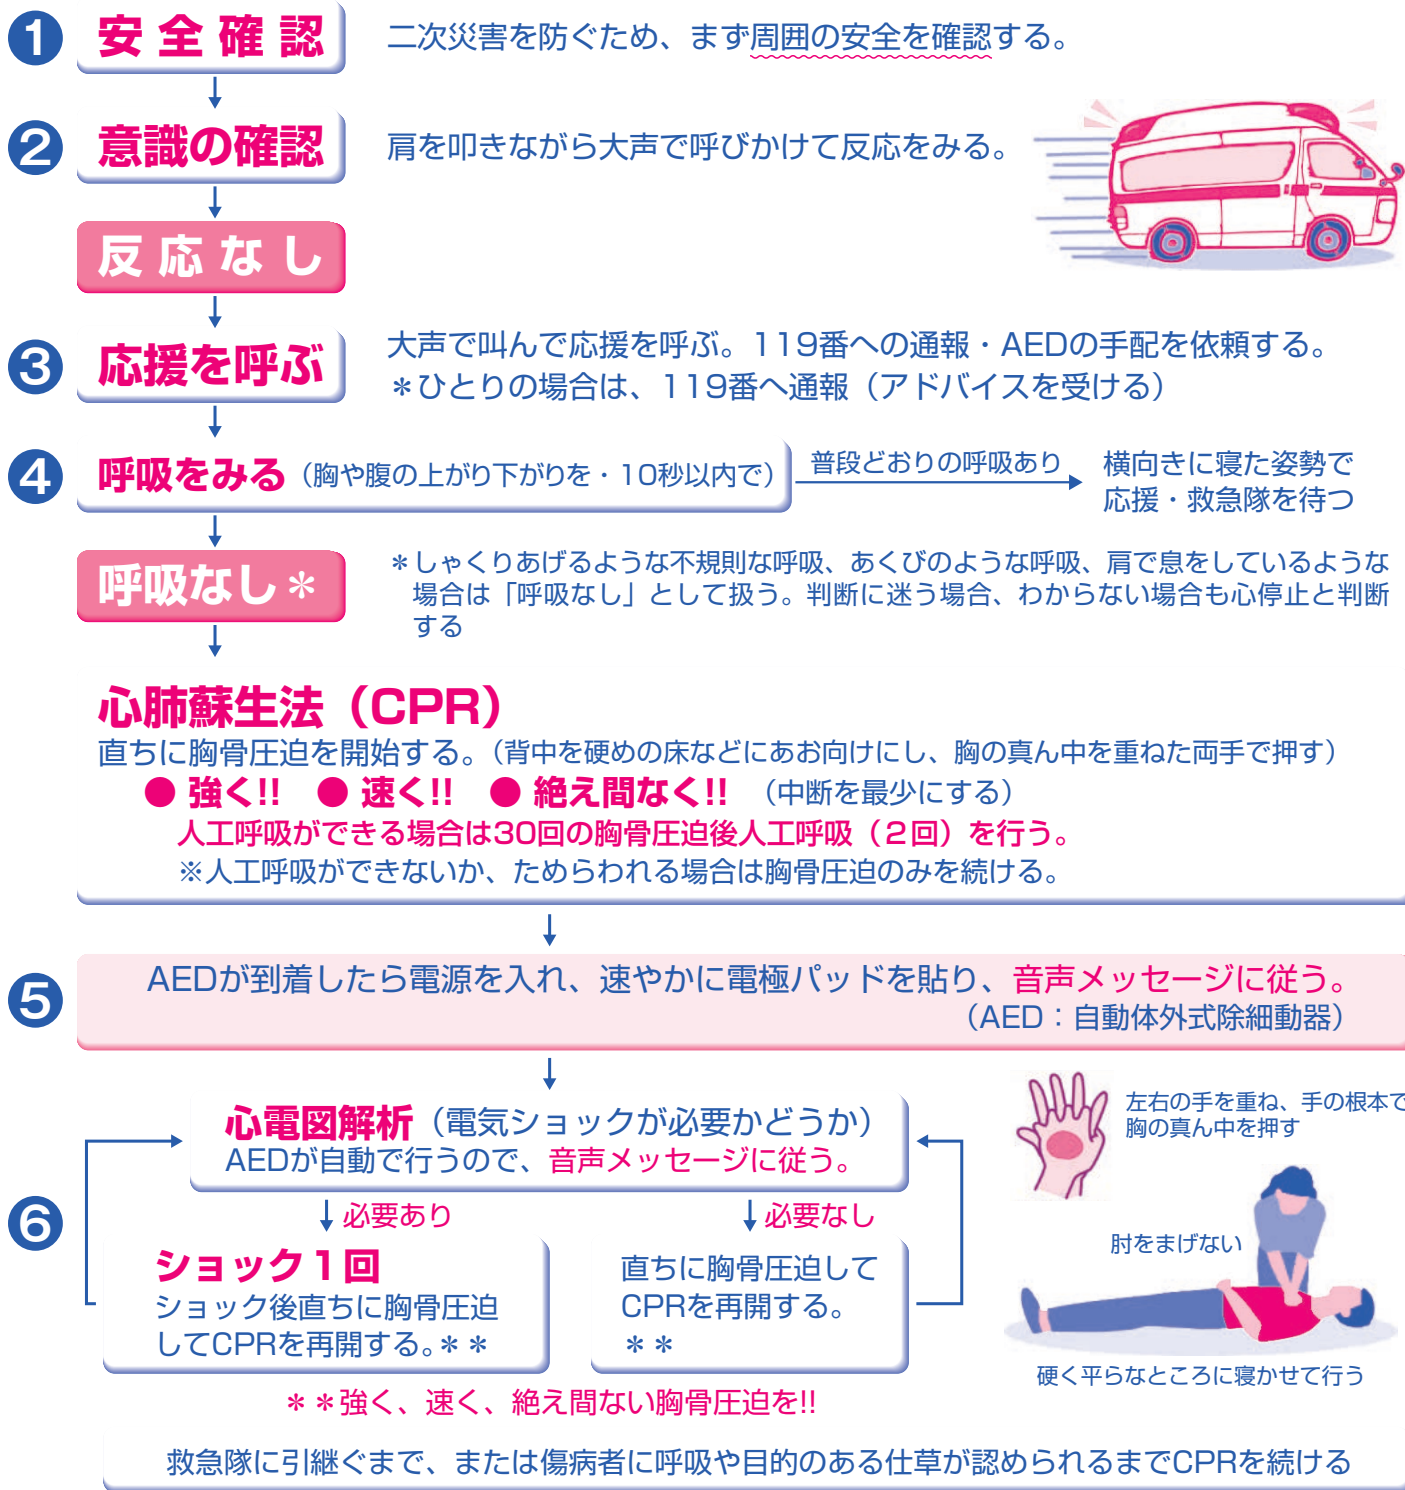 1 安全確認 二次災害を防ぐため、まず周囲の安全を確認する。
2 意識の確認 肩を叩きながら大声で呼びかけて反応をみる。
反応なし
3 応援を呼ぶ 大声で叫んで応援を呼ぶ。119番への通報・AEDの手配を依頼する。
＊ひとりの場合は、119番へ通報（アドバイスを受ける）
4 呼吸をみる（胸や腹の上がり下がりを・10秒以内で） 普段どおりの呼吸あり 横向きに寝た姿勢で
応援・救急隊を待つ
呼吸なし＊
＊しゃくりあげるような不規則な呼吸、あくびのような呼吸、肩で息をしているような
場合は「呼吸なし」として扱う。判断に迷う場合、わからない場合も心停止と判断
する
心肺蘇生法（CPR）
直ちに胸骨圧迫を開始する。（背中を硬めの床などにあお向けにし、胸の真ん中を重ねた両手で押す）
● 強く!! ● 速く!! ● 絶え間なく!! （中断を最少にする）
人工呼吸ができる場合は30回の胸骨圧迫後人工呼吸（２回）を行う。
※人工呼吸ができないか、ためらわれる場合は胸骨圧迫のみを続ける。
5 AEDが到着したら電源を入れ、速やかに電極パッドを貼り、音声メッセージに従う。
（AED：自動体外式除細動器）
6
心電図解析（電気ショックが必要かどうか）
AEDが自動で行うので、音声メッセージに従う。
必要あり
ショック１回
ショック後直ちに胸骨圧迫
してCPRを再開する。＊＊
必要なし
直ちに胸骨圧迫して
CPRを再開する。
＊＊
左右の手を重ね、手の根本で
胸の真ん中を押す
肘をまげない
硬く平らなところに寝かせて行う
＊＊強く、速く、絶え間ない胸骨圧迫を!!
救急隊に引継ぐまで、または傷病者に呼吸や目的のある仕草が認められるまでCPRを続ける